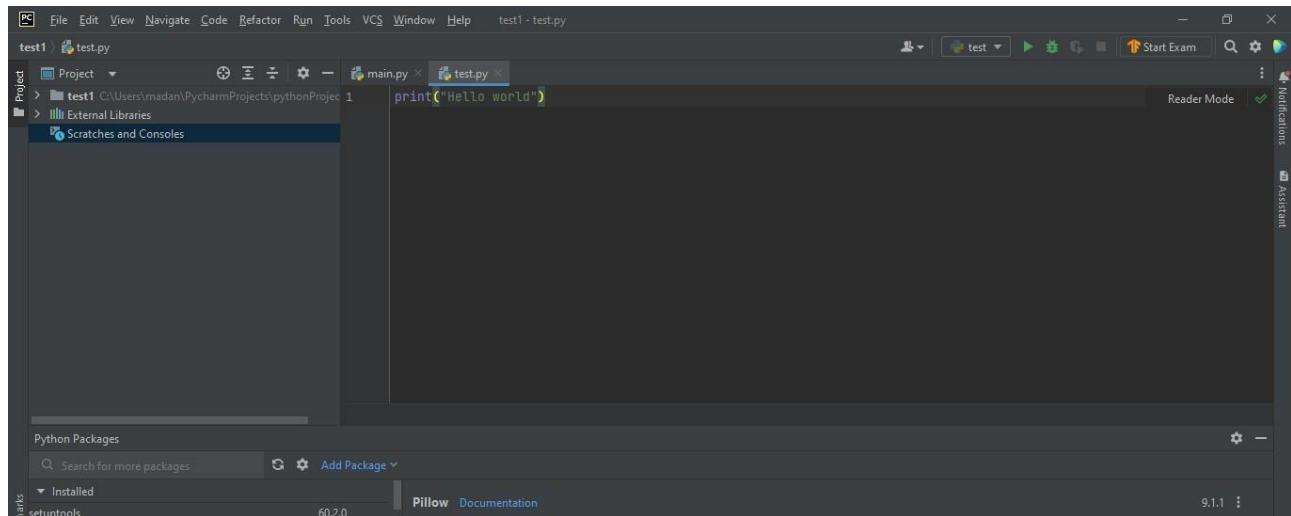 PC File Edit View Navigate Code Refactor Run Tools VCS Window Help test1 - test.py
test1 test.py test Start Exam
Project main.py test.py
test1 C:\Users\madan\PycharmProjects\pythonProjec 1 print("Hello world") Reader Mode
External Libraries
Scratches and Consoles
Project
Notifications
Assistant
Python Packages
Search for more packages Add Package
Installed Pillow Documentation 9.1.1
setuptools 60.2.0